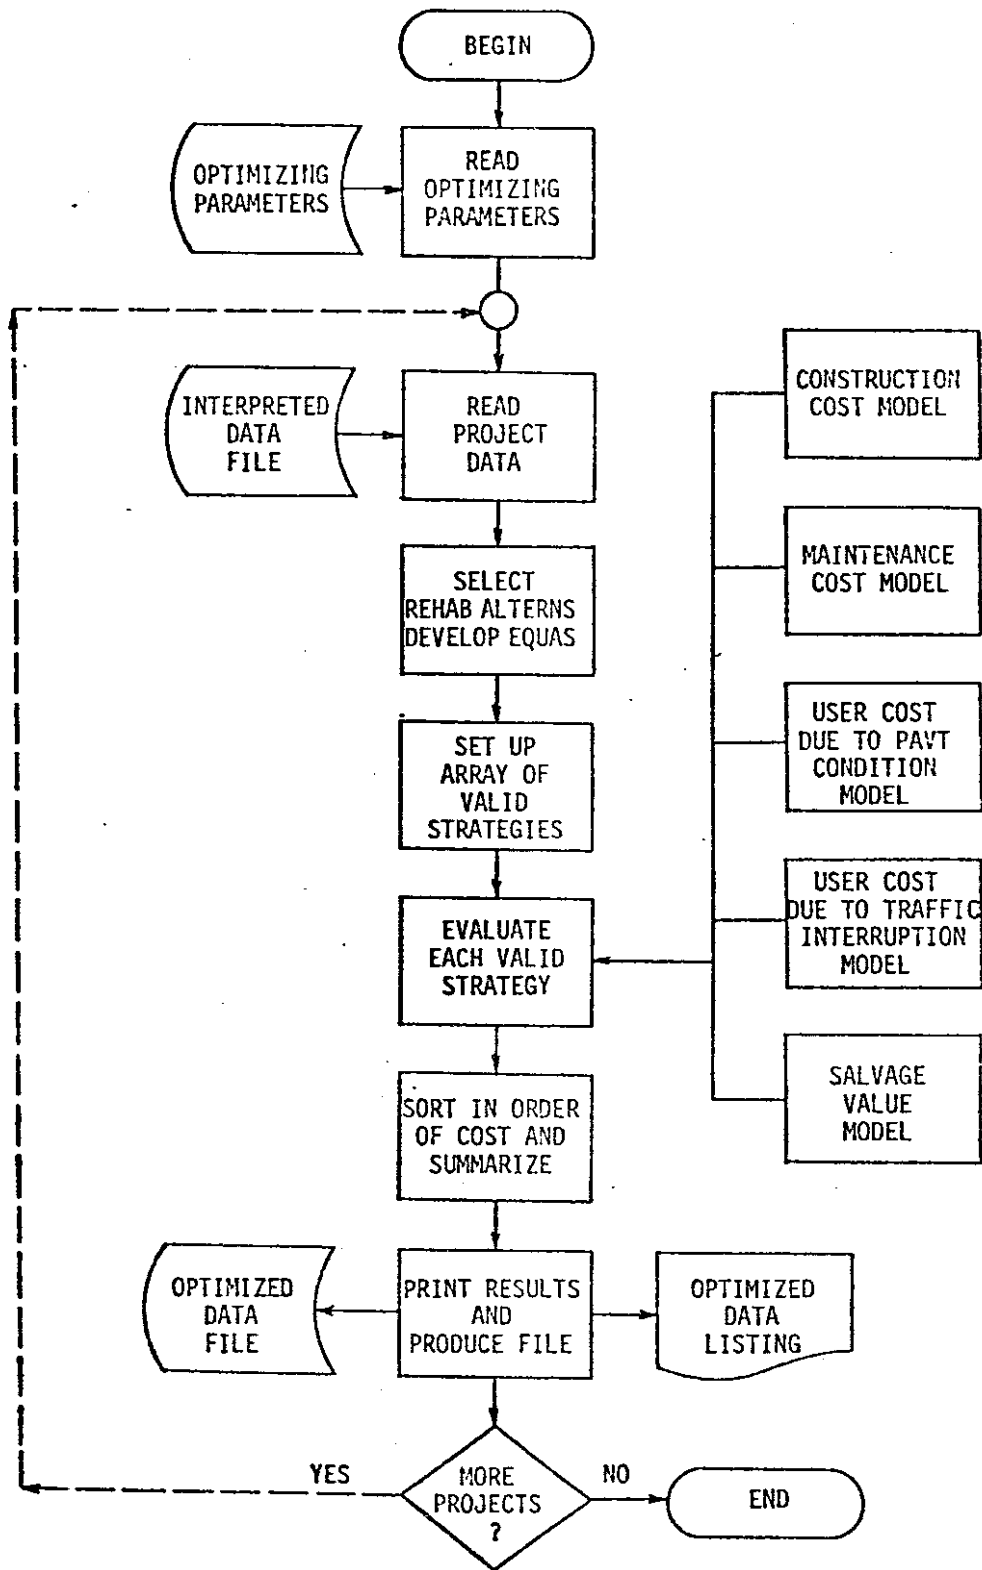 BEGIN
OPTIMIZING
PARAMETERS
READ
OPTIMIZING
PARAMETERS
INTERPRETED
DATA
FILE
READ
PROJECT
DATA
SELECT
REHAB ALTERNS
DEVELOP EQUAS
SET UP
ARRAY OF
VALID
STRATEGIES
EVALUATE
EACH VALID
STRATEGY
CONSTRUCTION
COST MODEL
MAINTENANCE
COST MODEL
USER COST
DUE TO PAVT
CONDITION
MODEL
USER COST
DUE TO TRAFFIC
INTERRUPTION
MODEL
SALVAGE
VALUE
MODEL
SORT IN ORDER
OF COST AND
SUMMARIZE
OPTIMIZED
DATA
FILE
PRINT RESULTS
AND
PRODUCE FILE
OPTIMIZED
DATA
LISTING
YES
MORE
PROJECTS
?
NO
END